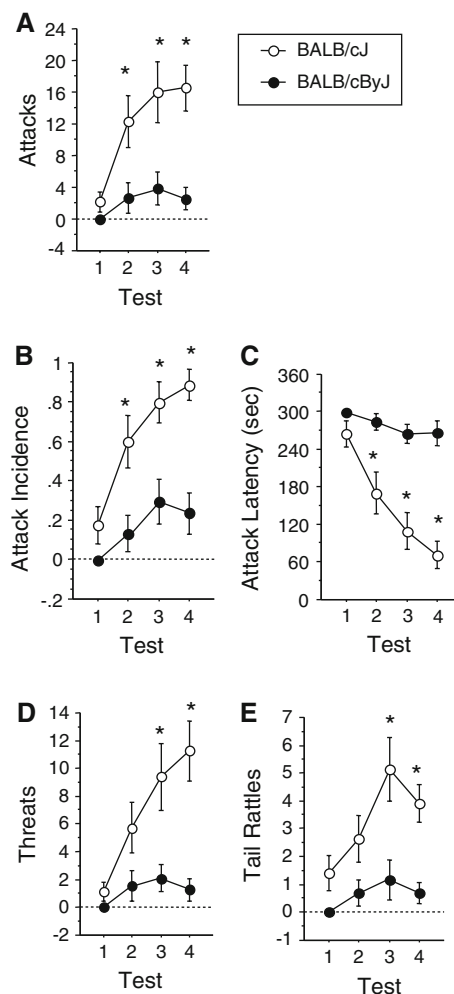 A
24
20
16
12
8
4
0
-4
Attacks
* * *
1 2 3 4
Test
BALB/cJ
BALB/cByJ
B
1
.8
.6
.4
.2
0
-.2
Attack Incidence
* * *
1 2 3 4
Test
C
360
300
240
180
120
60
0
Attack Latency (sec)
* * *
1 2 3 4
Test
D
14
12
10
8
6
4
2
0
-2
Threats
* *
1 2 3 4
Test
E
7
6
5
4
3
2
1
0
-1
Tail Rattles
* *
1 2 3 4
Test